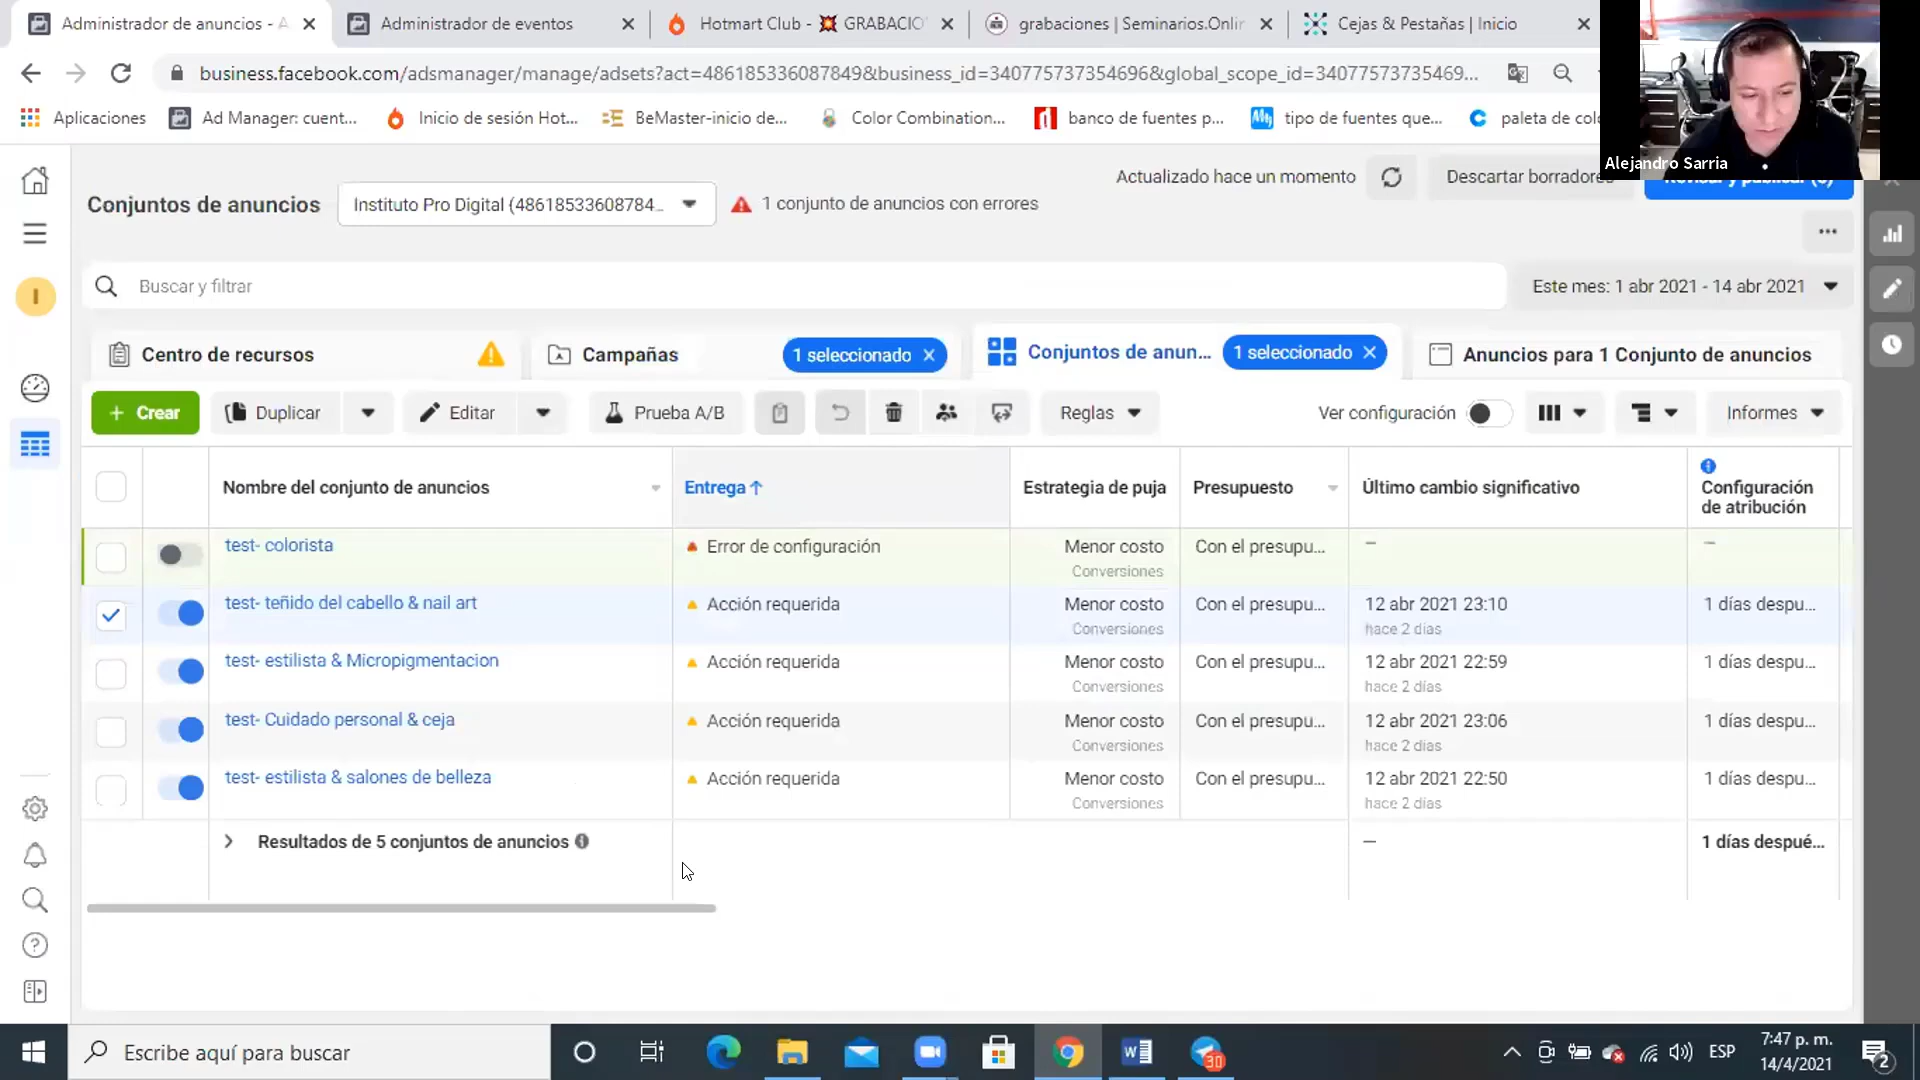 Administrador de anuncios - A
Administrador de eventos
Hotmart Club - 💥 GRABACIO
grabaciones | Seminarios.Onlin
Cejas & Pestañas | Inicio
business.facebook.com/adsmanager/manage/adsets?act=486185336087849&business_id=340775737354696&global_scope_id=34077573735469...
Aplicaciones
Ad Manager: cuent...
Inicio de sesión Hot...
BeMaster-inicio de...
Color Combination...
banco de fuentes p...
tipo de fuentes que...
paleta de col
Alejandro Sarria
Conjuntos de anuncios
Instituto Pro Digital (48618533608784...
1 conjunto de anuncios con errores
Actualizado hace un momento
Descartar borradores
Buscar y filtrar
Este mes: 1 abr 2021 - 14 abr 2021
Centro de recursos
Campañas
1 seleccionado
Conjuntos de anun...
1 seleccionado
Anuncios para 1 Conjunto de anuncios
+ Crear
Duplicar
Editar
Prueba A/B
Reglas
Ver configuración
Informes
Nombre del conjunto de anuncios
Entrega ↑
Estrategia de puja
Presupuesto
Último cambio significativo
Configuración
de atribución
test- colorista
Error de configuración
Menor costo
Conversiones
Con el presupu...
—
—
test- teñido del cabello & nail art
Acción requerida
Menor costo
Conversiones
Con el presupu...
12 abr 2021 23:10
hace 2 días
1 días despu...
test- estilista & Micropigmentacion
Acción requerida
Menor costo
Conversiones
Con el presupu...
12 abr 2021 22:59
hace 2 días
1 días despu...
test- Cuidado personal & ceja
Acción requerida
Menor costo
Conversiones
Con el presupu...
12 abr 2021 23:06
hace 2 días
1 días despu...
test- estilista & salones de belleza
Acción requerida
Menor costo
Conversiones
Con el presupu...
12 abr 2021 22:50
hace 2 días
1 días despu...
Resultados de 5 conjuntos de anuncios
—
1 días despué...
Escribe aquí para buscar
30
ESP
7:47 p. m.
14/4/2021
2